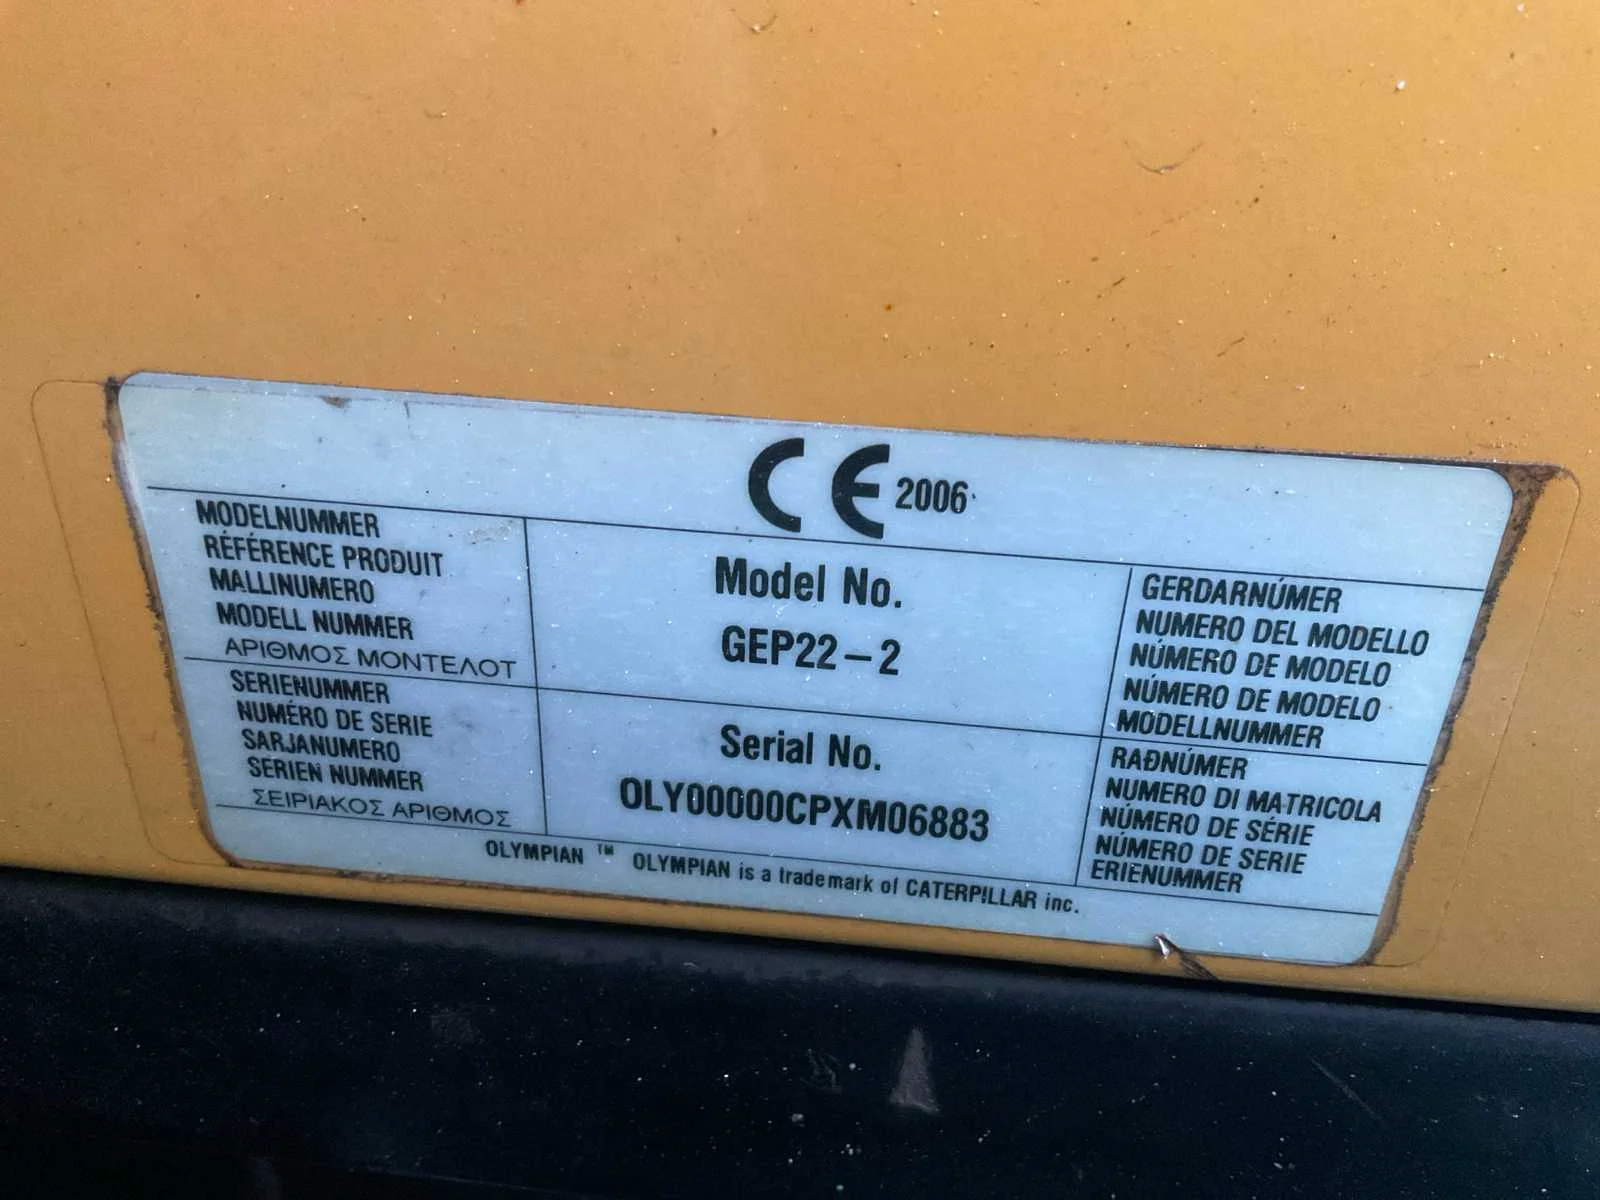 CE 2006
MODELNUMMER
RÉFÉRENCE PRODUIT
MALLINUMERO
MODELL NUMMER
ΑΡΙΘΜΟΣ ΜΟΝΤΕΛΟΤ
Model No.
GEP22-2
GERDARNÚMER
NUMERO DEL MODELLO
NÚMERO DE MODELO
NÚMERO DE MODELO
MODELLNUMMER
SERIENUMMER
NUMÉRO DE SERIE
SARJANUMERO
SERIEN NUMMER
ΣΕΙΡΙΑΚΟΣ ΑΡΙΘΜΟΣ
Serial No.
OLY00000CPXM06883
RAÐNÚMER
NUMERO DI MATRICOLA
NÚMERO DE SÉRIE
NÚMERO DE SERIE
ERIENUMMER
OLYMPIAN ™ OLYMPIAN is a trademark of CATERPILLAR inc.